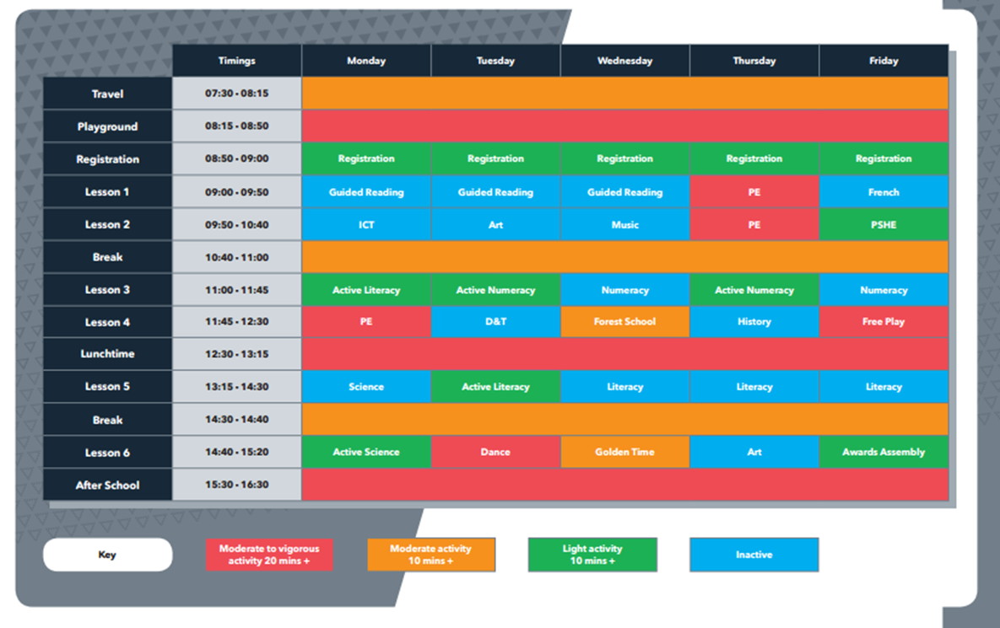 Timings Monday Tuesday Wednesday Thursday Friday
Travel 07:30 - 08:15
Playground 08:15 - 08:50
Registration 08:50 - 09:00 Registration Registration Registration Registration Registration
Lesson 1 09:00 - 09:50 Guided Reading Guided Reading Guided Reading PE French
Lesson 2 09:50 - 10:40 ICT Art Music PE PSHE
Break 10:40 - 11:00
Lesson 3 11:00 - 11:45 Active Literacy Active Numeracy Numeracy Active Numeracy Numeracy
Lesson 4 11:45 - 12:30 PE D&T Forest School History Free Play
Lunchtime 12:30 - 13:15
Lesson 5 13:15 - 14:30 Science Active Literacy Literacy Literacy Literacy
Break 14:30 - 14:40
Lesson 6 14:40 - 15:20 Active Science Dance Golden Time Art Awards Assembly
After School 15:30 - 16:30
Key
Moderate to vigorous
activity 20 mins +
Moderate activity
10 mins +
Light activity
10 mins +
Inactive